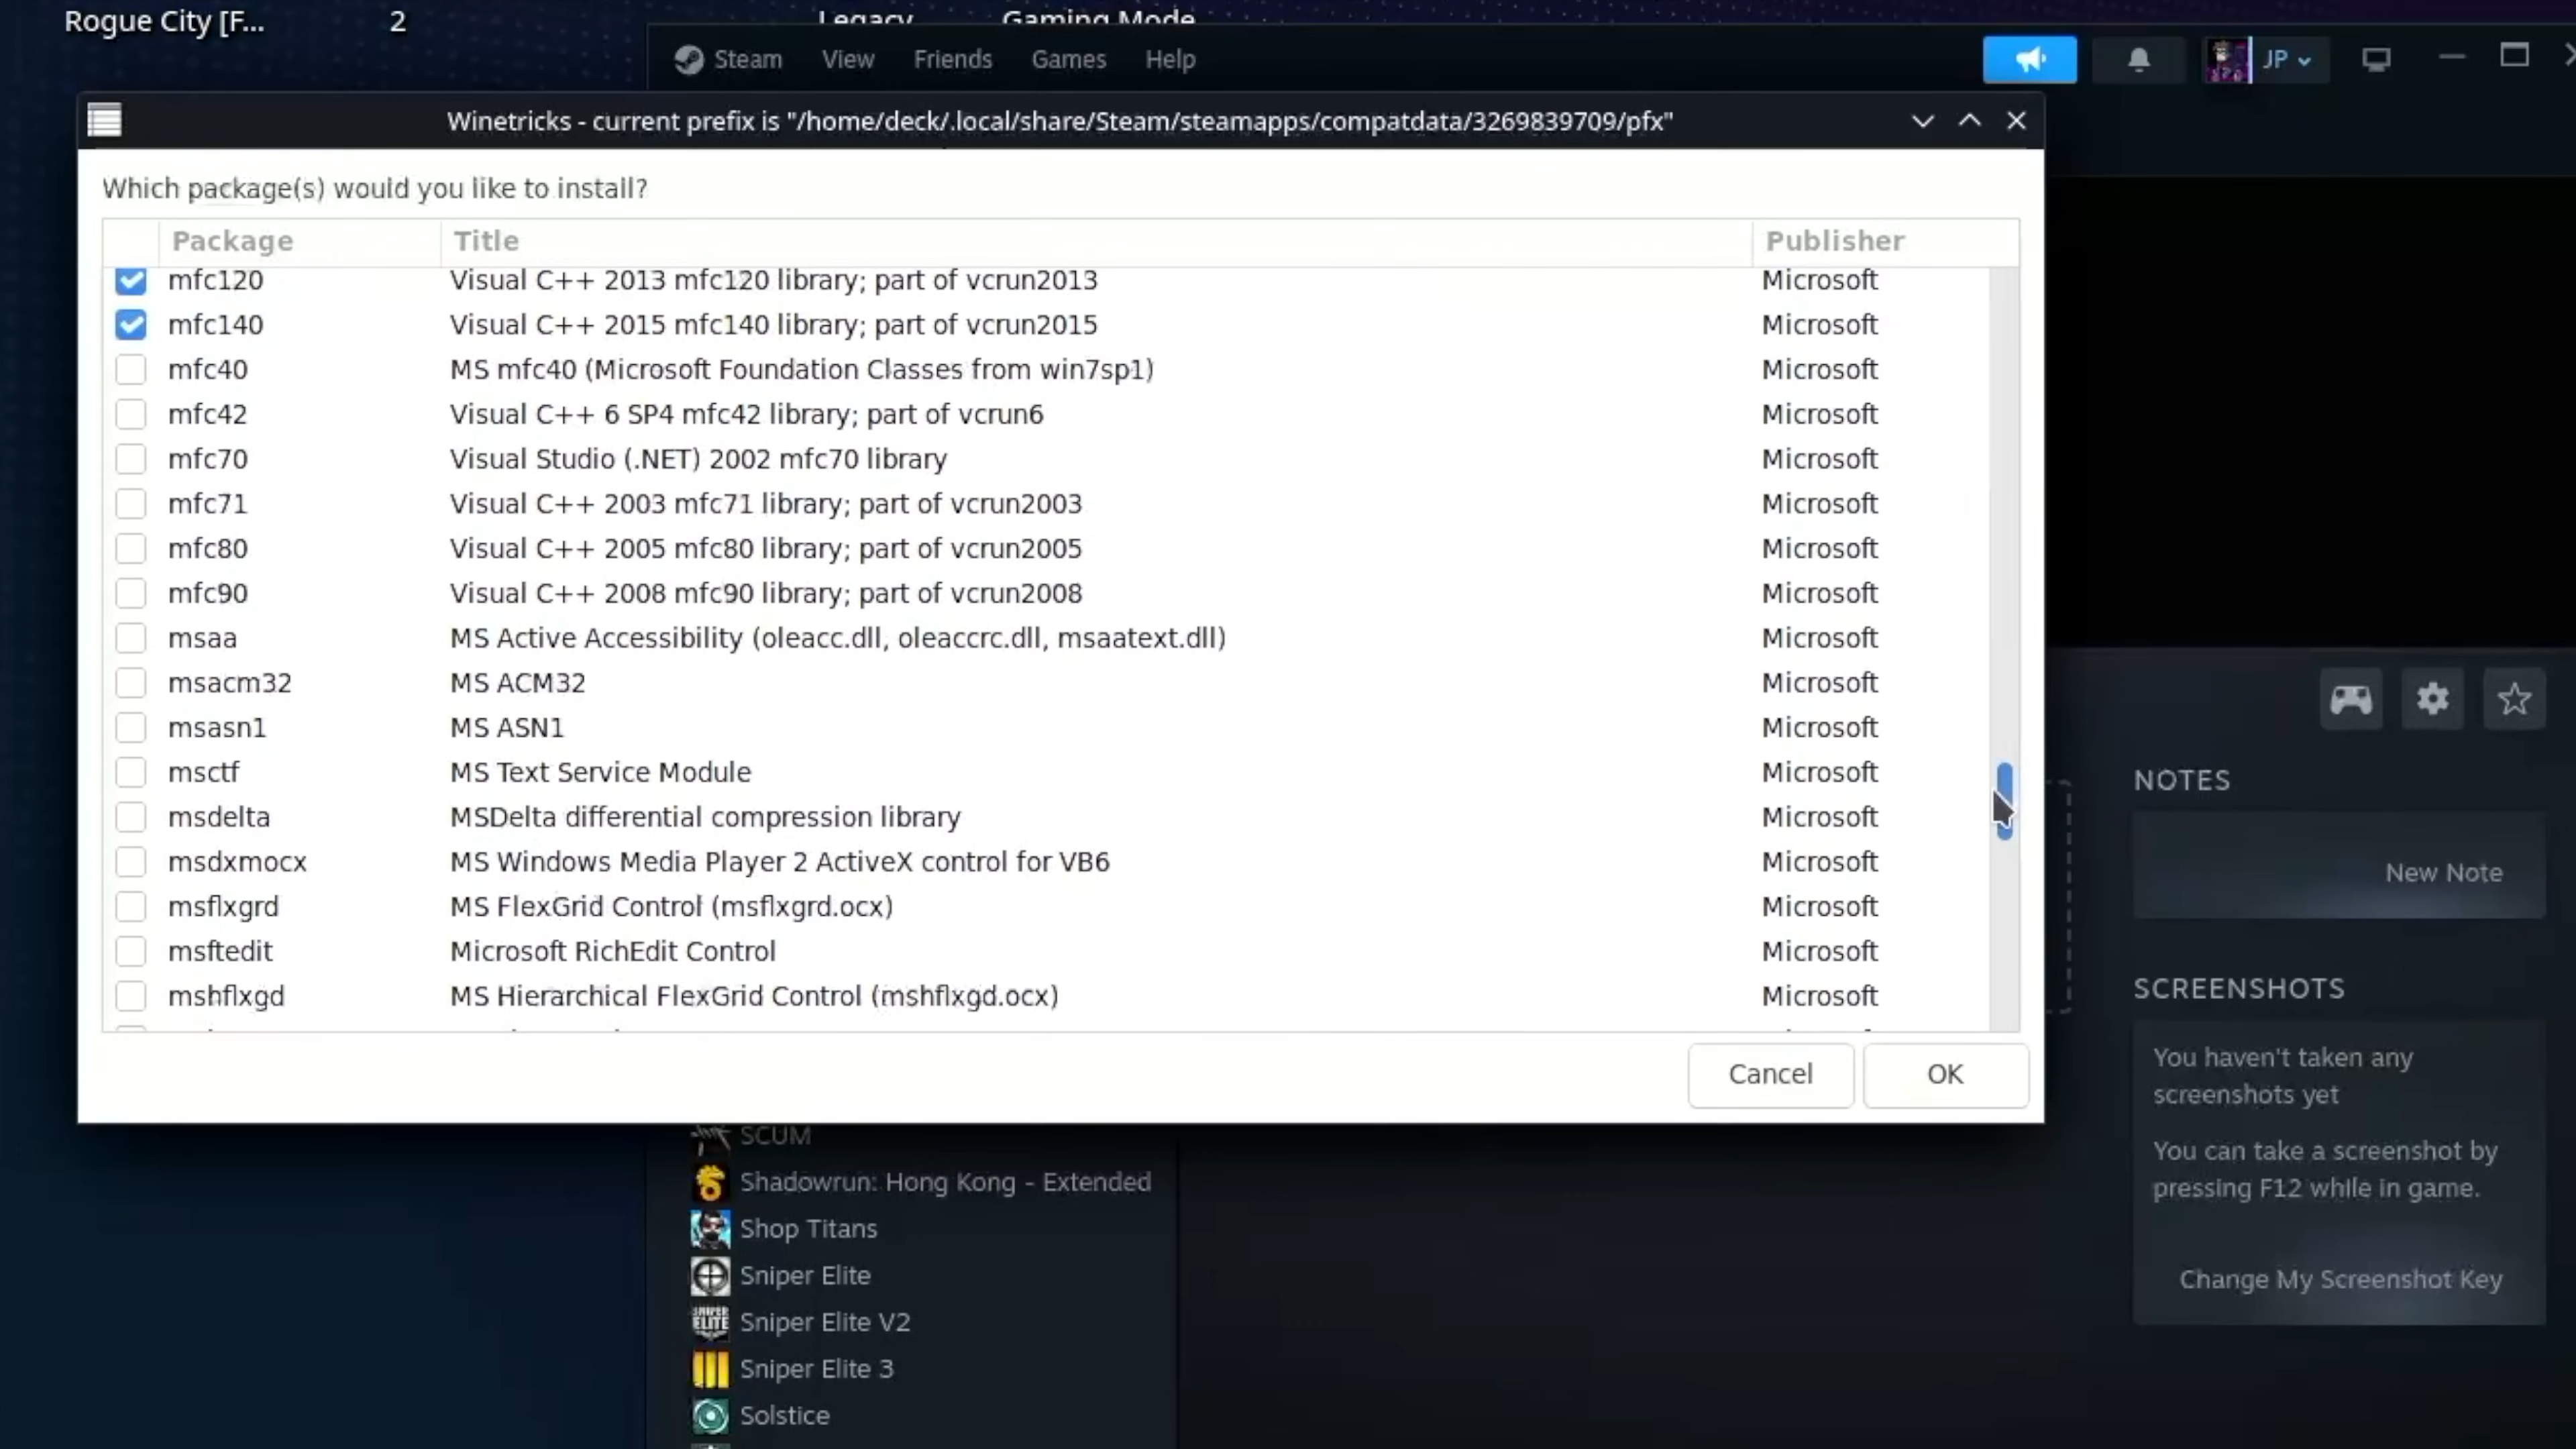 Rogue City [F...
2
Legacy
Gaming Mode
Steam View Friends Games Help
JP
Winetricks - current prefix is "/home/deck/.local/share/Steam/steamapps/compatdata/3269839709/pfx"
Which package(s) would you like to install?
Package Title Publisher
mfc120 Visual C++ 2013 mfc120 library; part of vcrun2013 Microsoft
mfc140 Visual C++ 2015 mfc140 library; part of vcrun2015 Microsoft
mfc40 MS mfc40 (Microsoft Foundation Classes from win7sp1) Microsoft
mfc42 Visual C++ 6 SP4 mfc42 library; part of vcrun6 Microsoft
mfc70 Visual Studio (.NET) 2002 mfc70 library Microsoft
mfc71 Visual C++ 2003 mfc71 library; part of vcrun2003 Microsoft
mfc80 Visual C++ 2005 mfc80 library; part of vcrun2005 Microsoft
mfc90 Visual C++ 2008 mfc90 library; part of vcrun2008 Microsoft
msaa MS Active Accessibility (oleacc.dll, oleaccrc.dll, msaatext.dll) Microsoft
msacm32 MS ACM32 Microsoft
msasn1 MS ASN1 Microsoft
msctf MS Text Service Module Microsoft
msdelta MSDelta differential compression library Microsoft
msdxmocx MS Windows Media Player 2 ActiveX control for VB6 Microsoft
msflxgrd MS FlexGrid Control (msflxgrd.ocx) Microsoft
msftedit Microsoft RichEdit Control Microsoft
mshflxgd MS Hierarchical FlexGrid Control (mshflxgd.ocx) Microsoft
Cancel OK
SCUM
Shadowrun: Hong Kong - Extended
Shop Titans
Sniper Elite
SNIPER ELITE
Sniper Elite V2
Sniper Elite 3
Solstice
NOTES
New Note
SCREENSHOTS
You haven't taken any
screenshots yet
You can take a screenshot by
pressing F12 while in game.
Change My Screenshot Key